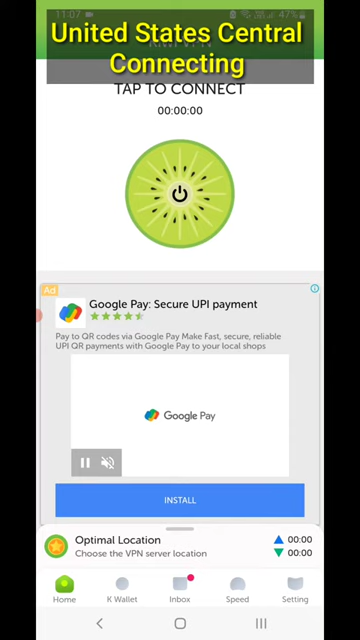 11:07
47%
United States Central
Connecting
TAP TO CONNECT
00:00:00
Ad
Google Pay: Secure UPI payment
Pay to QR codes via Google Pay Make Fast, secure, reliable
UPI QR payments with Google Pay to your local shops
Google Pay
INSTALL
Optimal Location
00:00
Choose the VPN server location
00:00
Home
K Wallet
Inbox
Speed
Setting